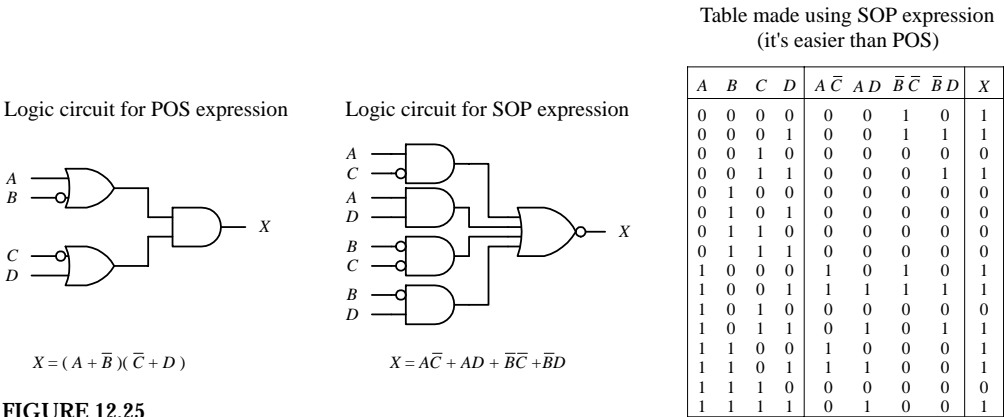 Table made using SOP expression
(it's easier than POS)
Logic circuit for POS expression
Logic circuit for SOP expression
A
B
C
D
X
X = ( A + B̅ )( C̅ + D )
A
C
A
D
B
C
B
D
X
X = AC̅ + AD + B̅C̅ + B̅D
A B C D A C̅ A D B̅ C̅ B̅ D X
0 0 0 0 0 0 1 0 1
0 0 0 1 0 0 1 1 1
0 0 1 0 0 0 0 0 0
0 0 1 1 0 0 0 1 1
0 1 0 0 0 0 0 0 0
0 1 0 1 0 0 0 0 0
0 1 1 0 0 0 0 0 0
0 1 1 1 0 0 0 0 0
1 0 0 0 1 0 1 0 1
1 0 0 1 1 1 1 1 1
1 0 1 0 0 0 0 0 0
1 0 1 1 0 1 0 1 1
1 1 0 0 1 0 0 0 1
1 1 0 1 1 1 0 0 1
1 1 1 0 0 0 0 0 0
1 1 1 1 0 1 0 0 1
FIGURE 12.25